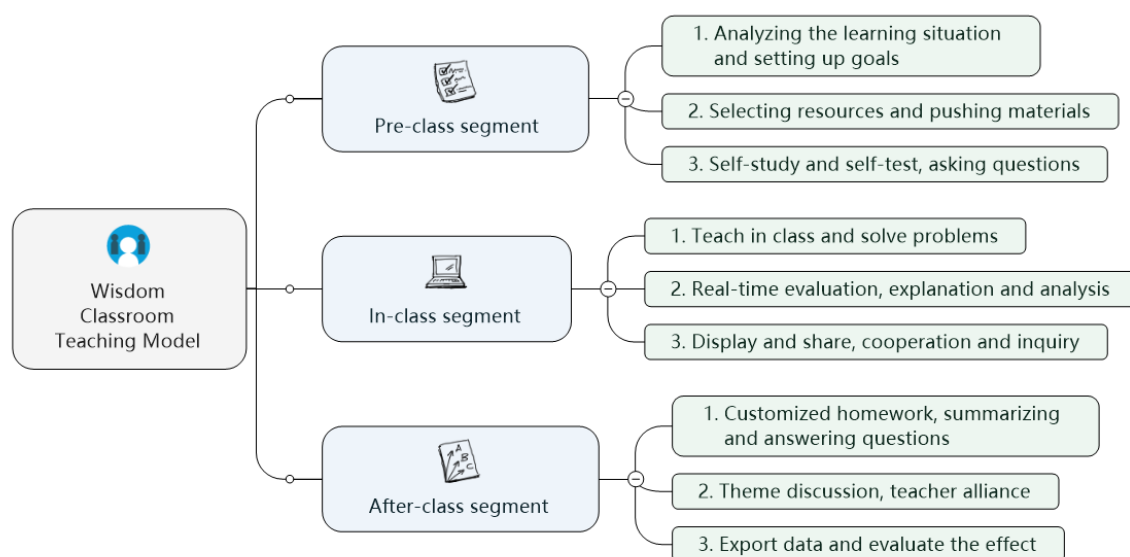 Wisdom
Classroom
Teaching Model
Pre-class segment
1. Analyzing the learning situation
and setting up goals
2. Selecting resources and pushing materials
3. Self-study and self-test, asking questions
In-class segment
1. Teach in class and solve problems
2. Real-time evaluation, explanation and analysis
3. Display and share, cooperation and inquiry
After-class segment
A
B
C
1. Customized homework, summarizing
and answering questions
2. Theme discussion, teacher alliance
3. Export data and evaluate the effect